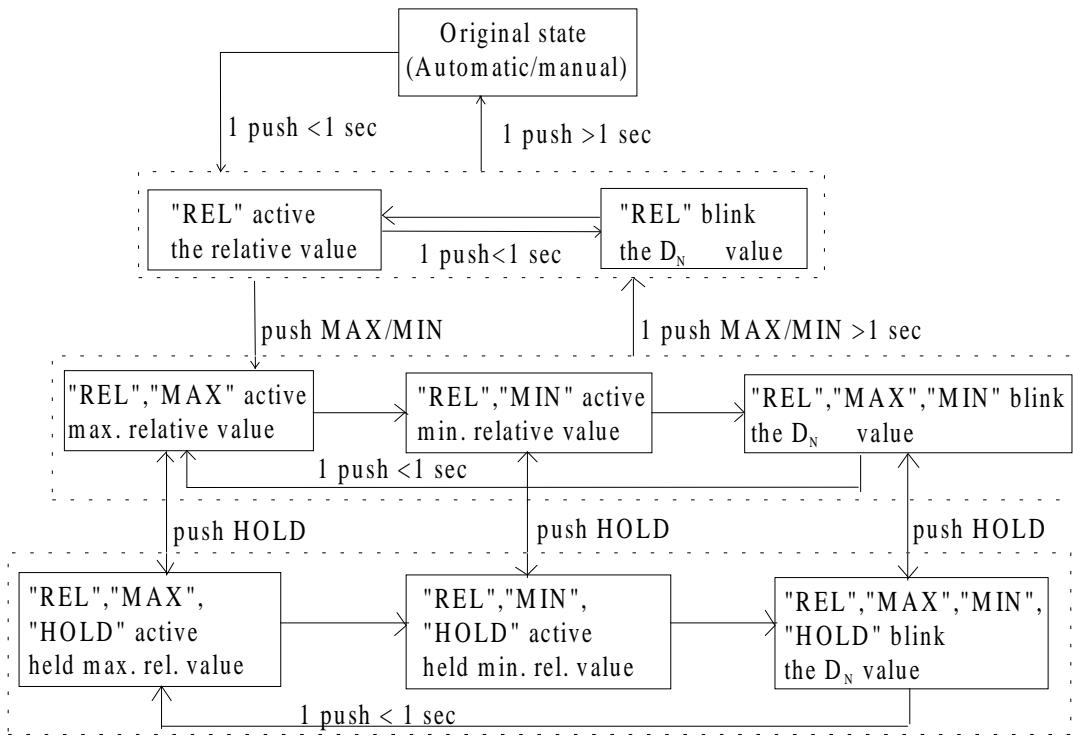 Original state
(Automatic/manual)
1 push <1 sec
1 push >1 sec
"REL" active
the relative value
"REL" blink
the D_N value
1 push<1 sec
push MAX/MIN
1 push MAX/MIN >1 sec
"REL","MAX" active
max. relative value
"REL","MIN" active
min. relative value
"REL","MAX","MIN" blink
the D_N value
1 push <1 sec
push HOLD
push HOLD
push HOLD
"REL","MAX",
"HOLD" active
held max. rel. value
"REL","MIN",
"HOLD" active
held min. rel. value
"REL","MAX","MIN",
"HOLD" blink
the D_N value
1 push < 1 sec